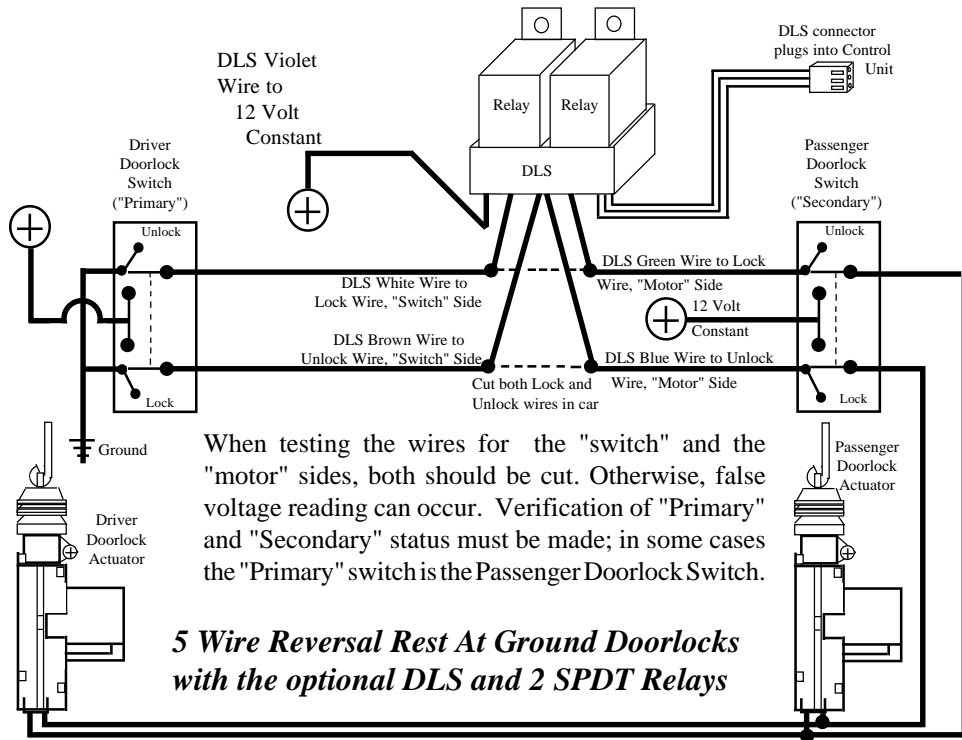 DLS Violet
Wire to
12 Volt
Constant
DLS connector
plugs into Control
Unit
Relay
Relay
DLS
Driver
Doorlock
Switch
("Primary")
Passenger
Doorlock
Switch
("Secondary")
Unlock
Unlock
DLS White Wire to
Lock Wire, "Switch" Side
DLS Green Wire to Lock
Wire, "Motor" Side
12 Volt
Constant
DLS Brown Wire to
Unlock Wire, "Switch" Side
DLS Blue Wire to Unlock
Wire, "Motor" Side
Cut both Lock and
Unlock wires in car
Lock
Lock
Ground
When testing the wires for the "switch" and the
"motor" sides, both should be cut. Otherwise, false
voltage reading can occur. Verification of "Primary"
and "Secondary" status must be made; in some cases
the "Primary" switch is the Passenger Doorlock Switch.
Driver
Doorlock
Actuator
Passenger
Doorlock
Actuator
5 Wire Reversal Rest At Ground Doorlocks
with the optional DLS and 2 SPDT Relays